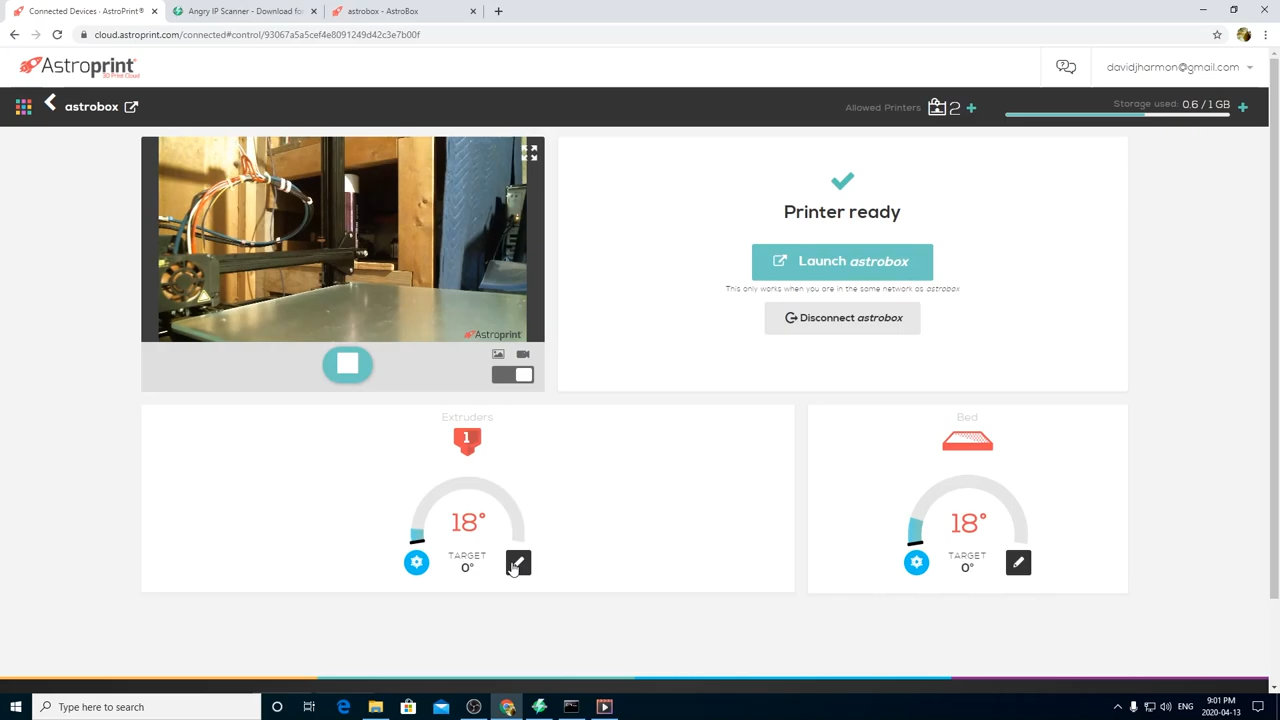 Connected Devices - AstroPrint®
Angry IP Scanner - Download for
astrobox - AstroBox
cloud.astroprint.com/connected#control/93067a5a5cef4e8091249d42c3e7b00f
Astroprint®
3D Print Cloud
davidjharmon@gmail.com
astrobox
Allowed Printers 2 +
Storage used: 0.6 / 1 GB
Astroprint
Printer ready
Launch astrobox
This only works when you are in the same network as astrobox
Disconnect astrobox
Extruders
1
18°
TARGET
0°
Bed
18°
TARGET
0°
Type here to search
ENG
9:01 PM
2020-04-13